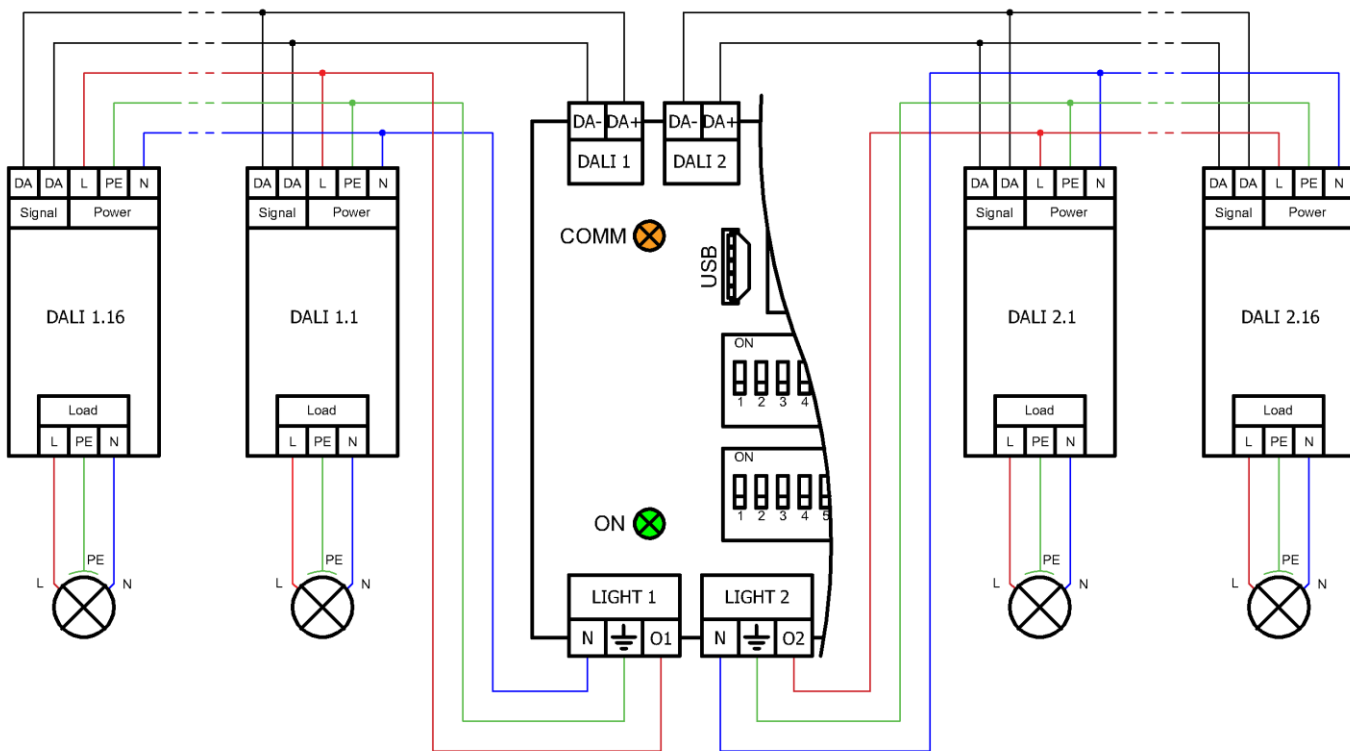 DA- DA+ DA- DA+
DALI 1 DALI 2
DA DA L PE N DA DA L PE N DA DA L PE N DA DA L PE N
Signal Power Signal Power Signal Power Signal Power
COMM
USB
DALI 1.16 DALI 1.1 DALI 2.1 DALI 2.16
ON
1 2 3 4
Load Load Load Load
L PE N L PE N L PE N L PE N
ON
1 2 3 4 5
ON
PE PE PE PE
L N L N L N L N
LIGHT 1 LIGHT 2
N O1 N O2